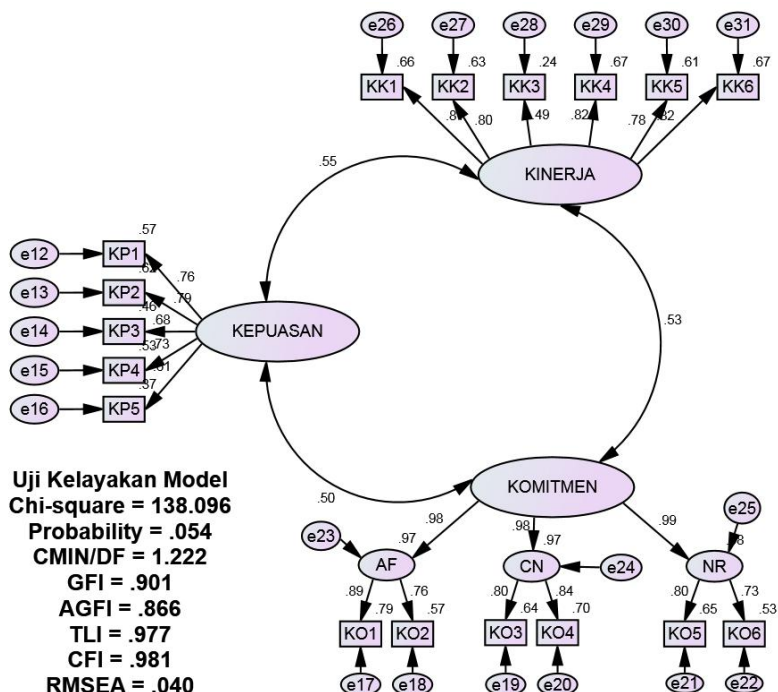 e26 e27 e28 e29 e30 e31
.66 .63 .24 .67 .61 .67
KK1 KK2 KK3 KK4 KK5 KK6
.80 .49 .82 .78 .82
KINERJA
.55
.57
e12 KP1
.76
e13 KP2
.79
.46
e14 KP3 .68
KEPUASAN
.53
.53 .73
e15 KP4
.61
.37
e16 KP5
Uji Kelayakan Model
Chi-square = 138.096
Probability = .054
CMIN/DF = 1.222
GFI = .901
AGFI = .866
TLI = .977
CFI = .981
RMSEA = .040
.50
KOMITMEN
e23 .98 .98 .99 e25
.97 .97
AF CN e24 NR
.89 .76 .80 .84 .80 .73
.79 .57 .64 .70 .65 .53
KO1 KO2 KO3 KO4 KO5 KO6
e17 e18 e19 e20 e21 e22